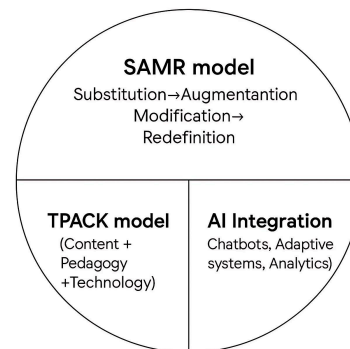 SAMR model
Substitution→Augmentantion
Modification→
Redefinition
TPACK model
(Content +
Pedagogy
+Technology)
AI Integration
Chatbots, Adaptive
systems, Analytics)